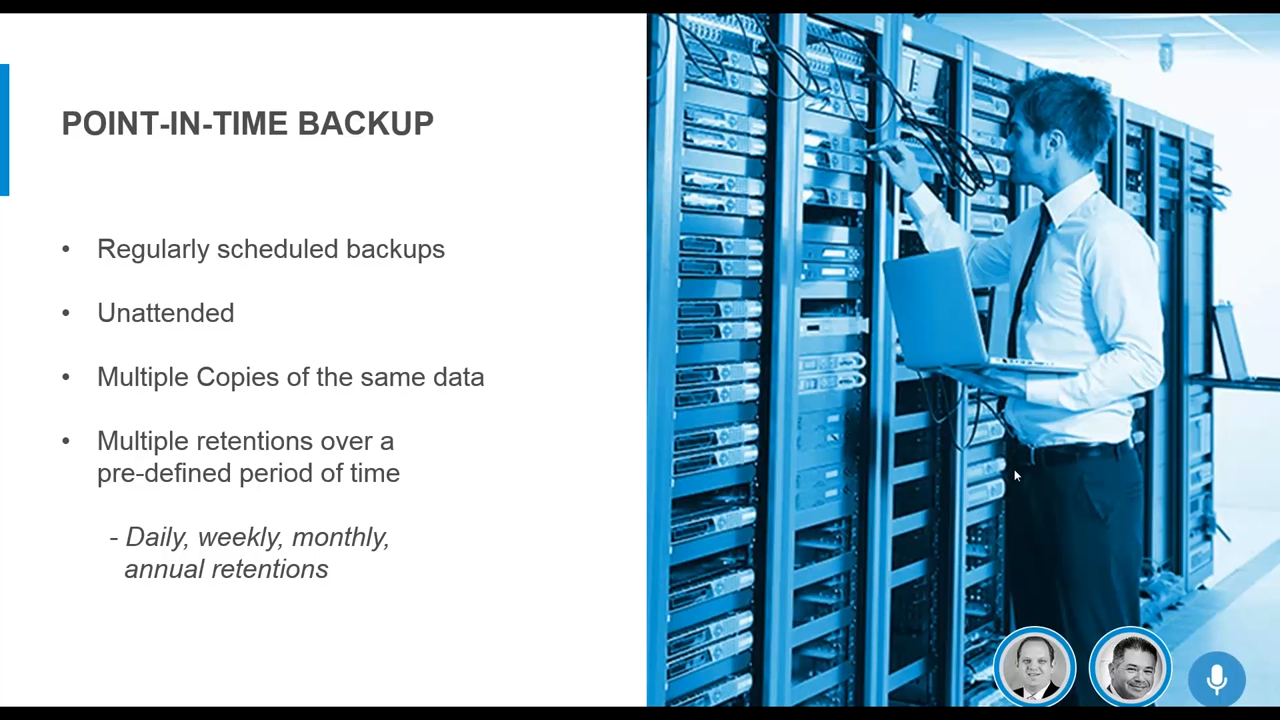 POINT-IN-TIME BACKUP
• Regularly scheduled backups
• Unattended
• Multiple Copies of the same data
• Multiple retentions over a
pre-defined period of time
- Daily, weekly, monthly,
annual retentions